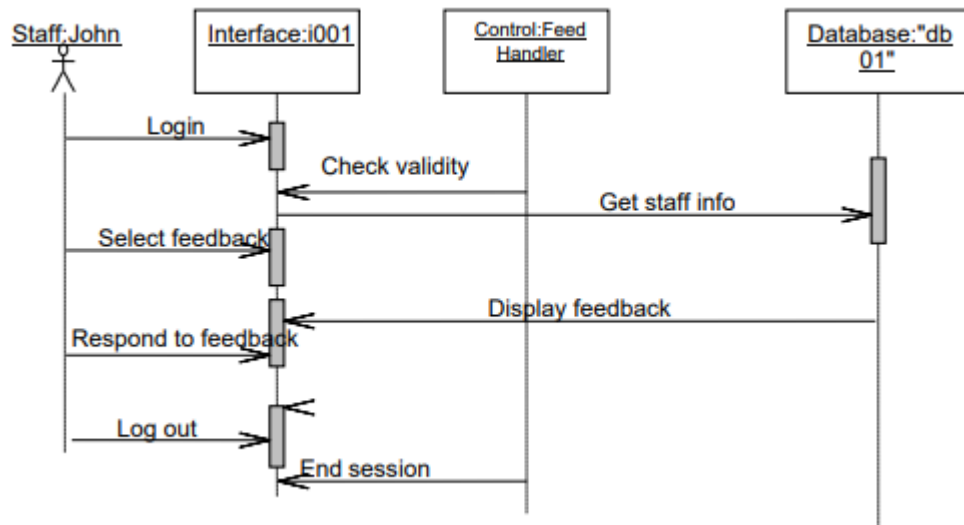 Staff:John
Interface:i001
Control:Feed
Handler
Database:"db
01"
Login
Check validity
Get staff info
Select feedback
Display feedback
Respond to feedback
Log out
End session